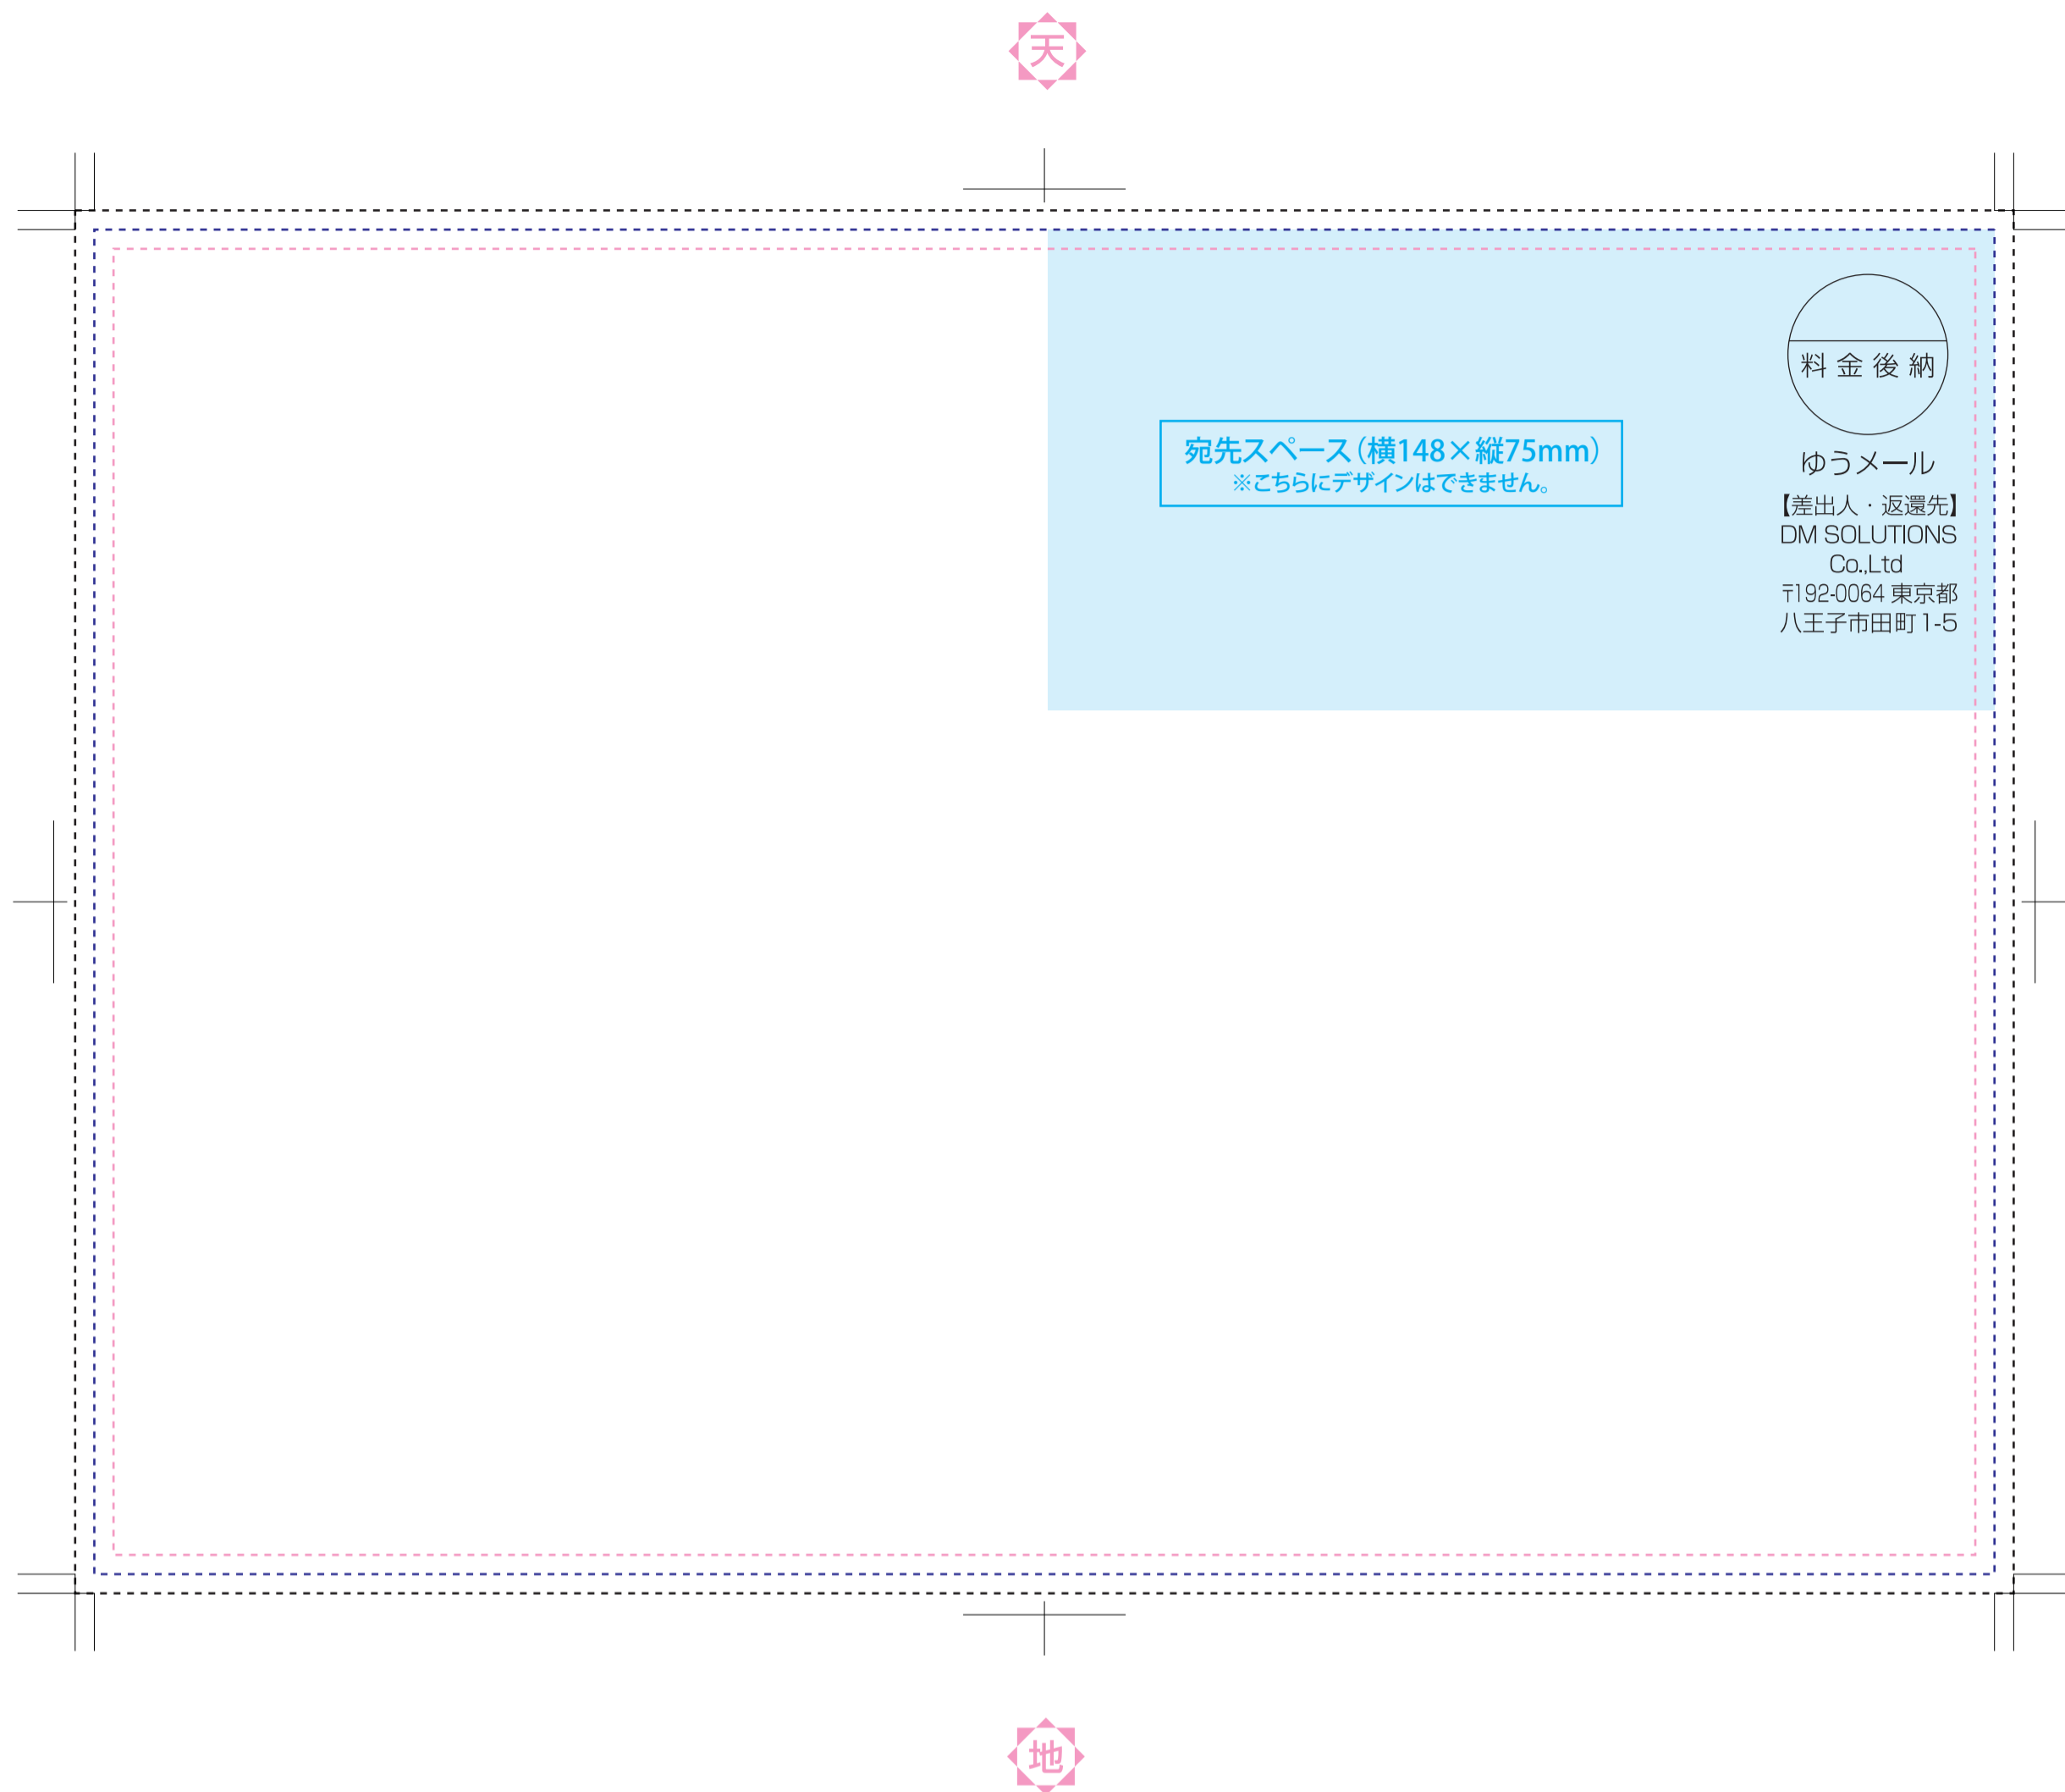 天
料金後納
宛先スペース（横148×縦75mm）
※こちらにデザインはできません。
ゆうメール
【差出人・返還先】
DM SOLUTIONS
Co.,Ltd
〒192-0064 東京都
八王子市田町 1-5
地